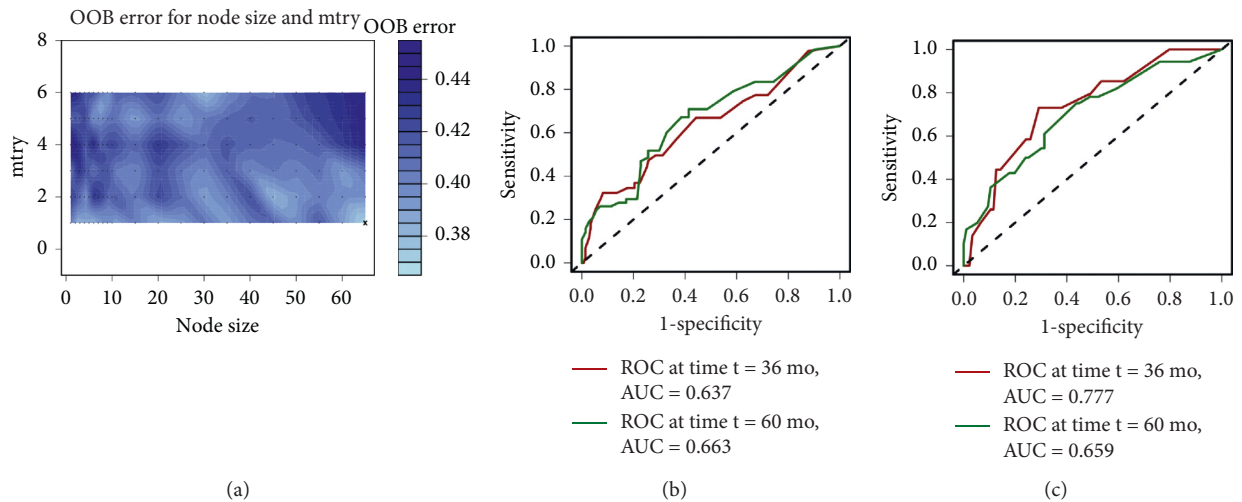 OOB error for node size and mtry
OOB error
8
6
4
2
0
mtry
0 10 20 30 40 50 60
Node size
0.44
0.42
0.40
0.38
(a)
1.0
0.8
0.6
0.4
0.2
0.0
Sensitivity
0.0 0.2 0.4 0.6 0.8 1.0
1-specificity
ROC at time t = 36 mo,
AUC = 0.637
ROC at time t = 60 mo,
AUC = 0.663
(b)
1.0
0.8
0.6
0.4
0.2
0.0
Sensitivity
0.0 0.2 0.4 0.6 0.8 1.0
1-specificity
ROC at time t = 36 mo,
AUC = 0.777
ROC at time t = 60 mo,
AUC = 0.659
(c)